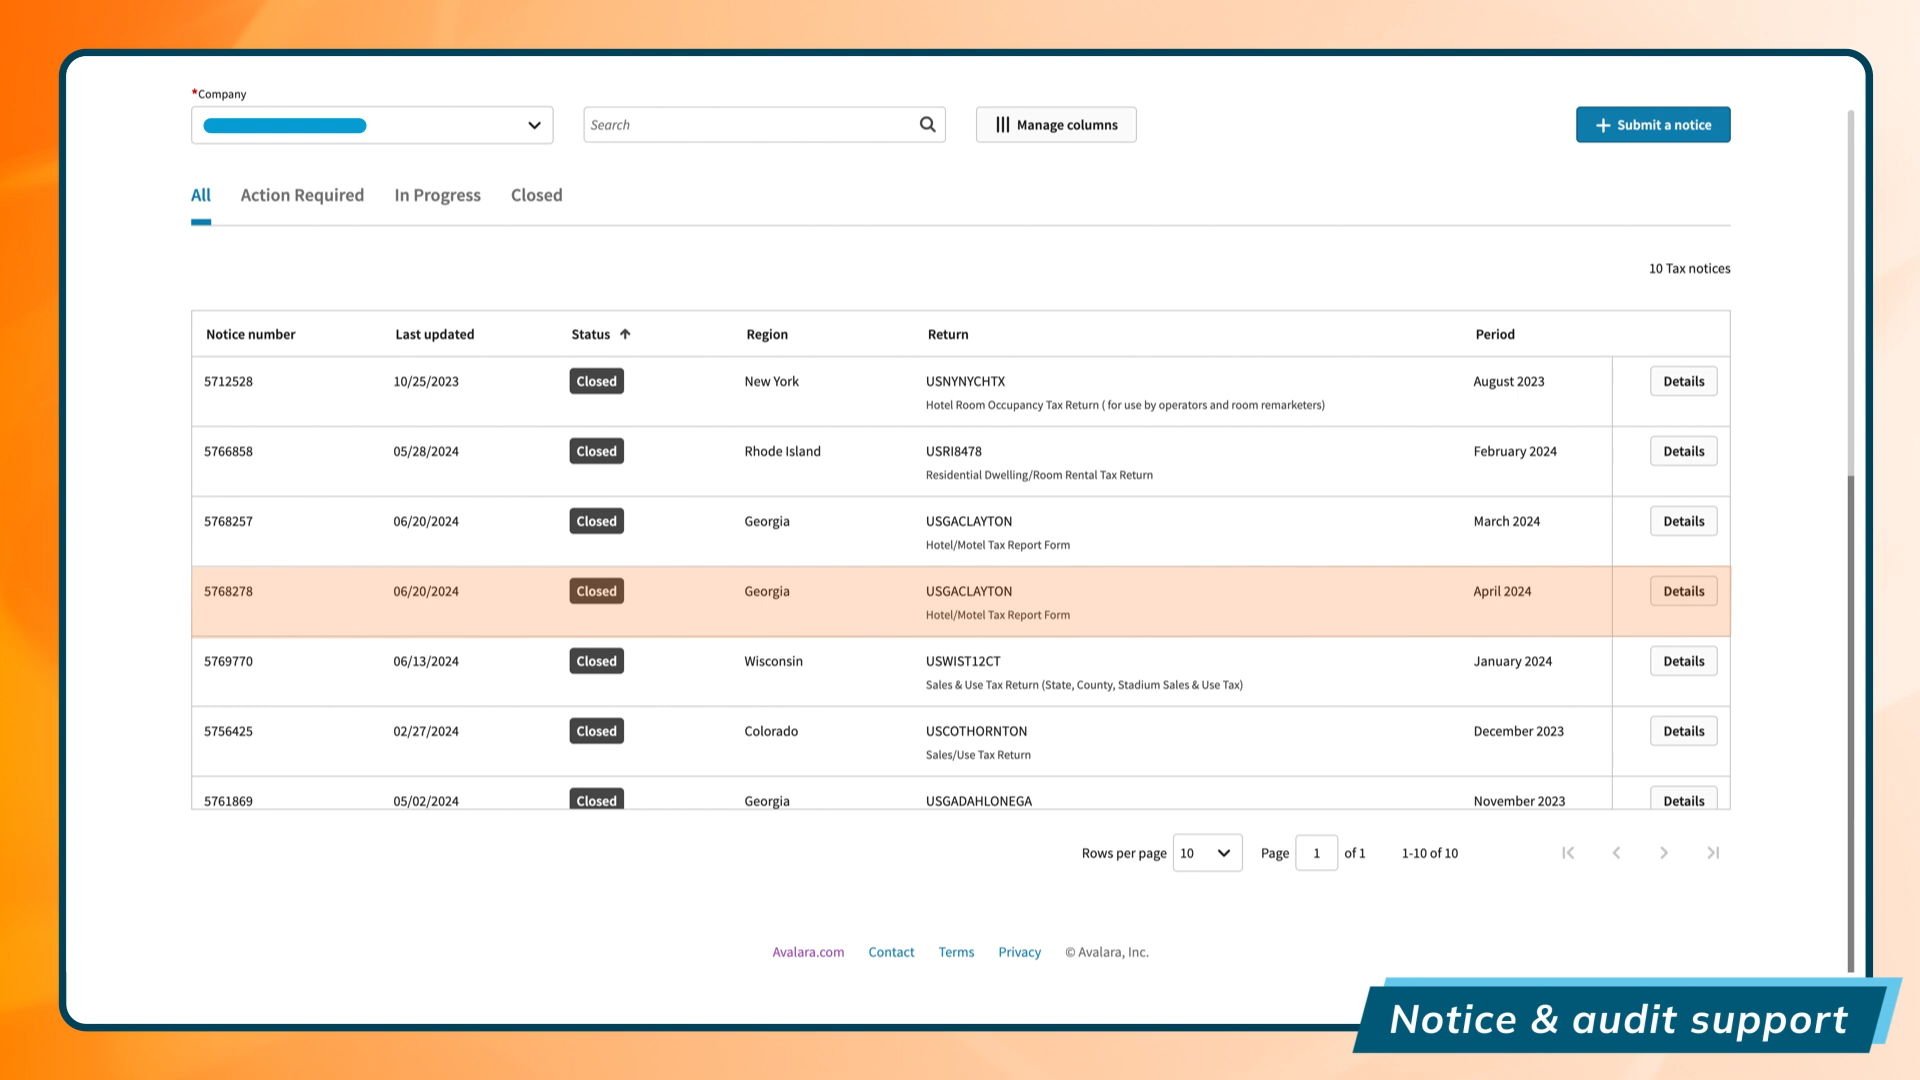 *Company
Search
Manage columns
+ Submit a notice
All Action Required In Progress Closed
10 Tax notices
Notice number Last updated Status Region Return Period
5712528 10/25/2023 Closed New York USNYNYCHTX August 2023 Details
Hotel Room Occupancy Tax Return ( for use by operators and room remarketers)
5766858 05/28/2024 Closed Rhode Island USRI8478 February 2024 Details
Residential Dwelling/Room Rental Tax Return
5768257 06/20/2024 Closed Georgia USGACLAYTON March 2024 Details
Hotel/Motel Tax Report Form
5768278 06/20/2024 Closed Georgia USGACLAYTON April 2024 Details
Hotel/Motel Tax Report Form
5769770 06/13/2024 Closed Wisconsin USWIST12CT January 2024 Details
Sales & Use Tax Return (State, County, Stadium Sales & Use Tax)
5756425 02/27/2024 Closed Colorado USCOTHORNTON December 2023 Details
Sales/Use Tax Return
5761869 05/02/2024 Closed Georgia USGADAHLONEGA November 2023 Details
Rows per page 10 Page 1 of 1 1-10 of 10
Avalara.com Contact Terms Privacy © Avalara, Inc.
Notice & audit support